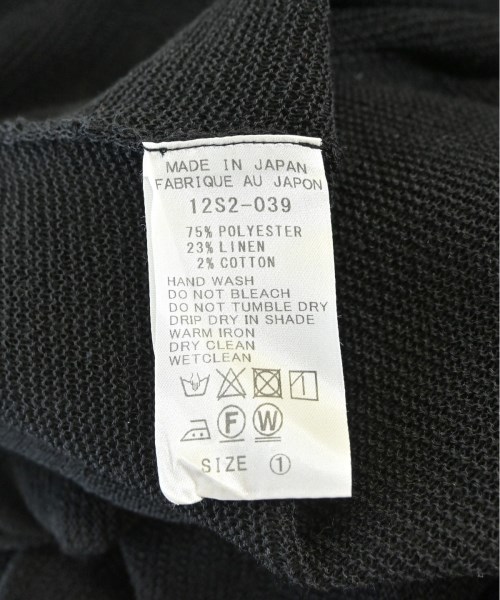 MADE IN JAPAN
FABRIQUE AU JAPON
12S2-039
75% POLYESTER
23% LINEN
2% COTTON
HAND WASH
DO NOT BLEACH
DO NOT TUMBLE DRY
DRIP DRY IN SHADE
WARM IRON
DRY CLEAN
WETCLEAN
F W
SIZE 1